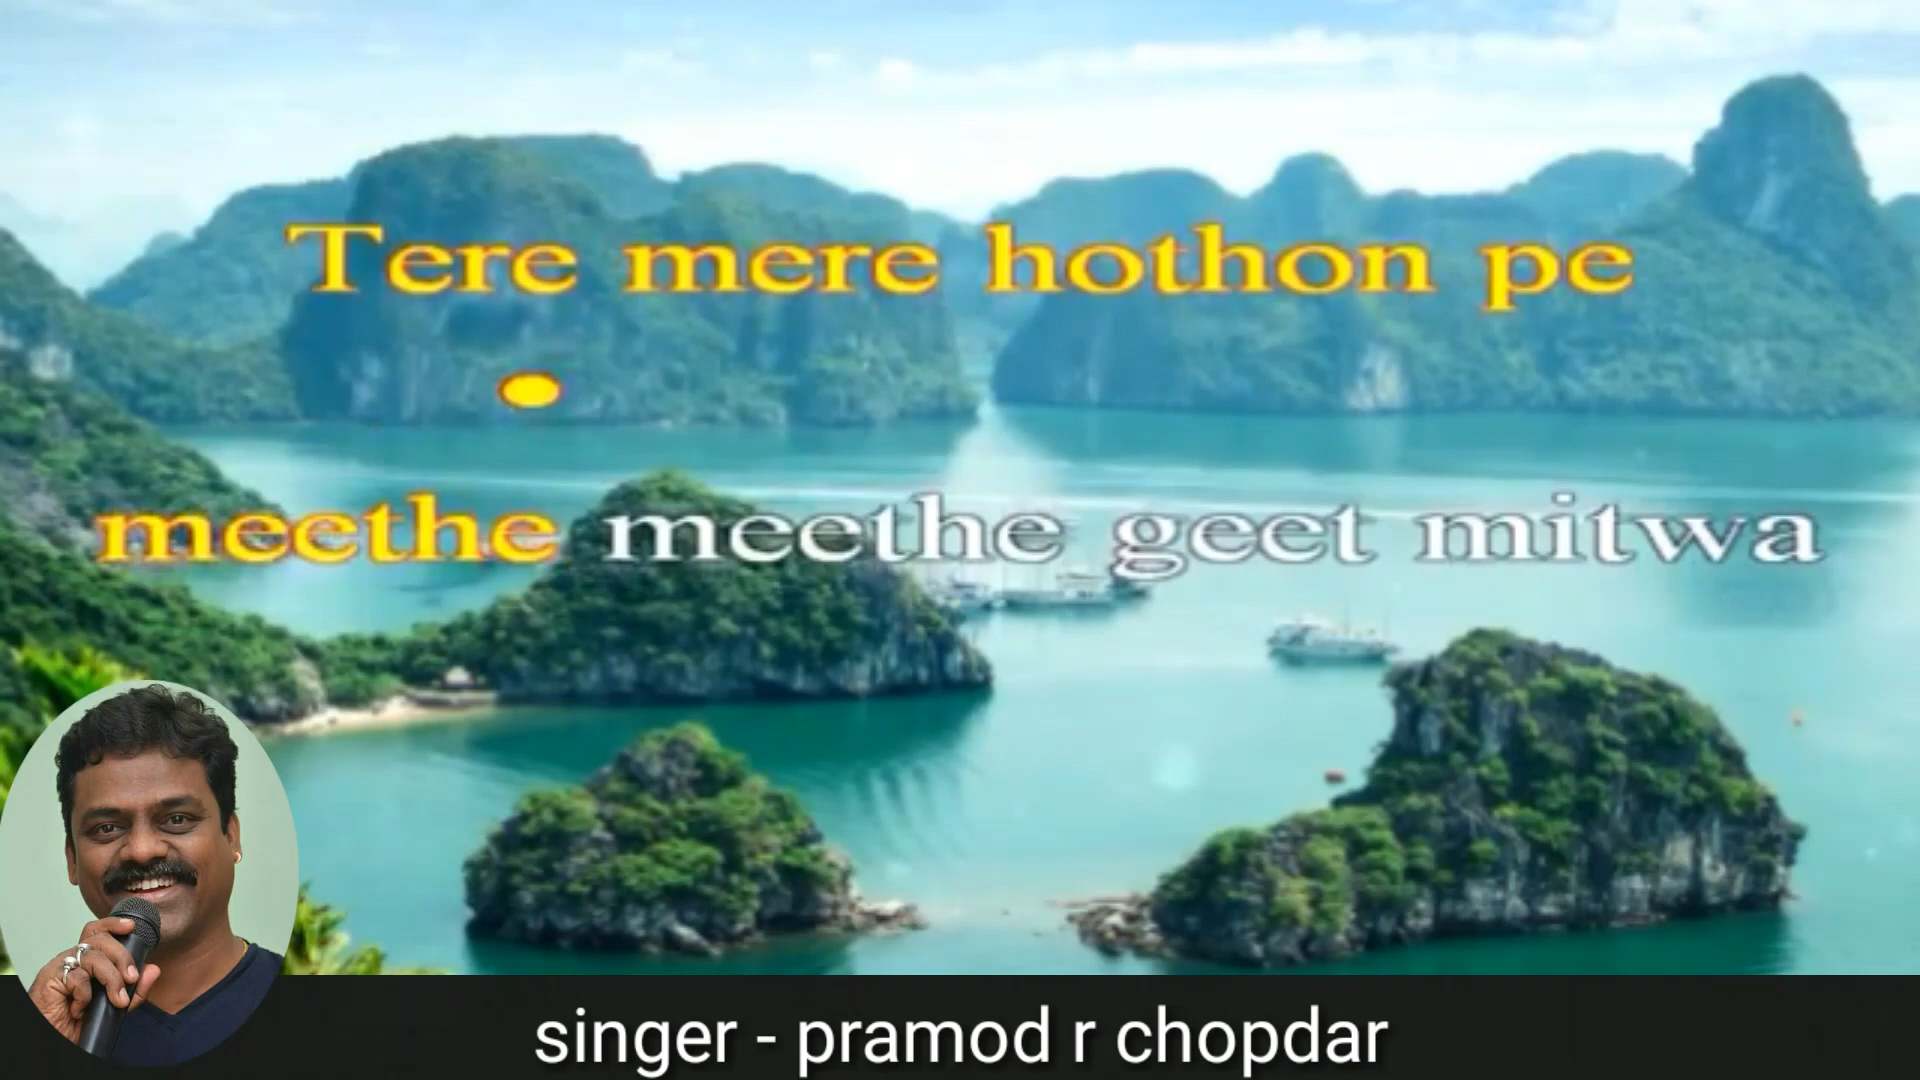 Tere mere hothon pe
meethe meethe geet mitwa
singer - pramod r chopdar